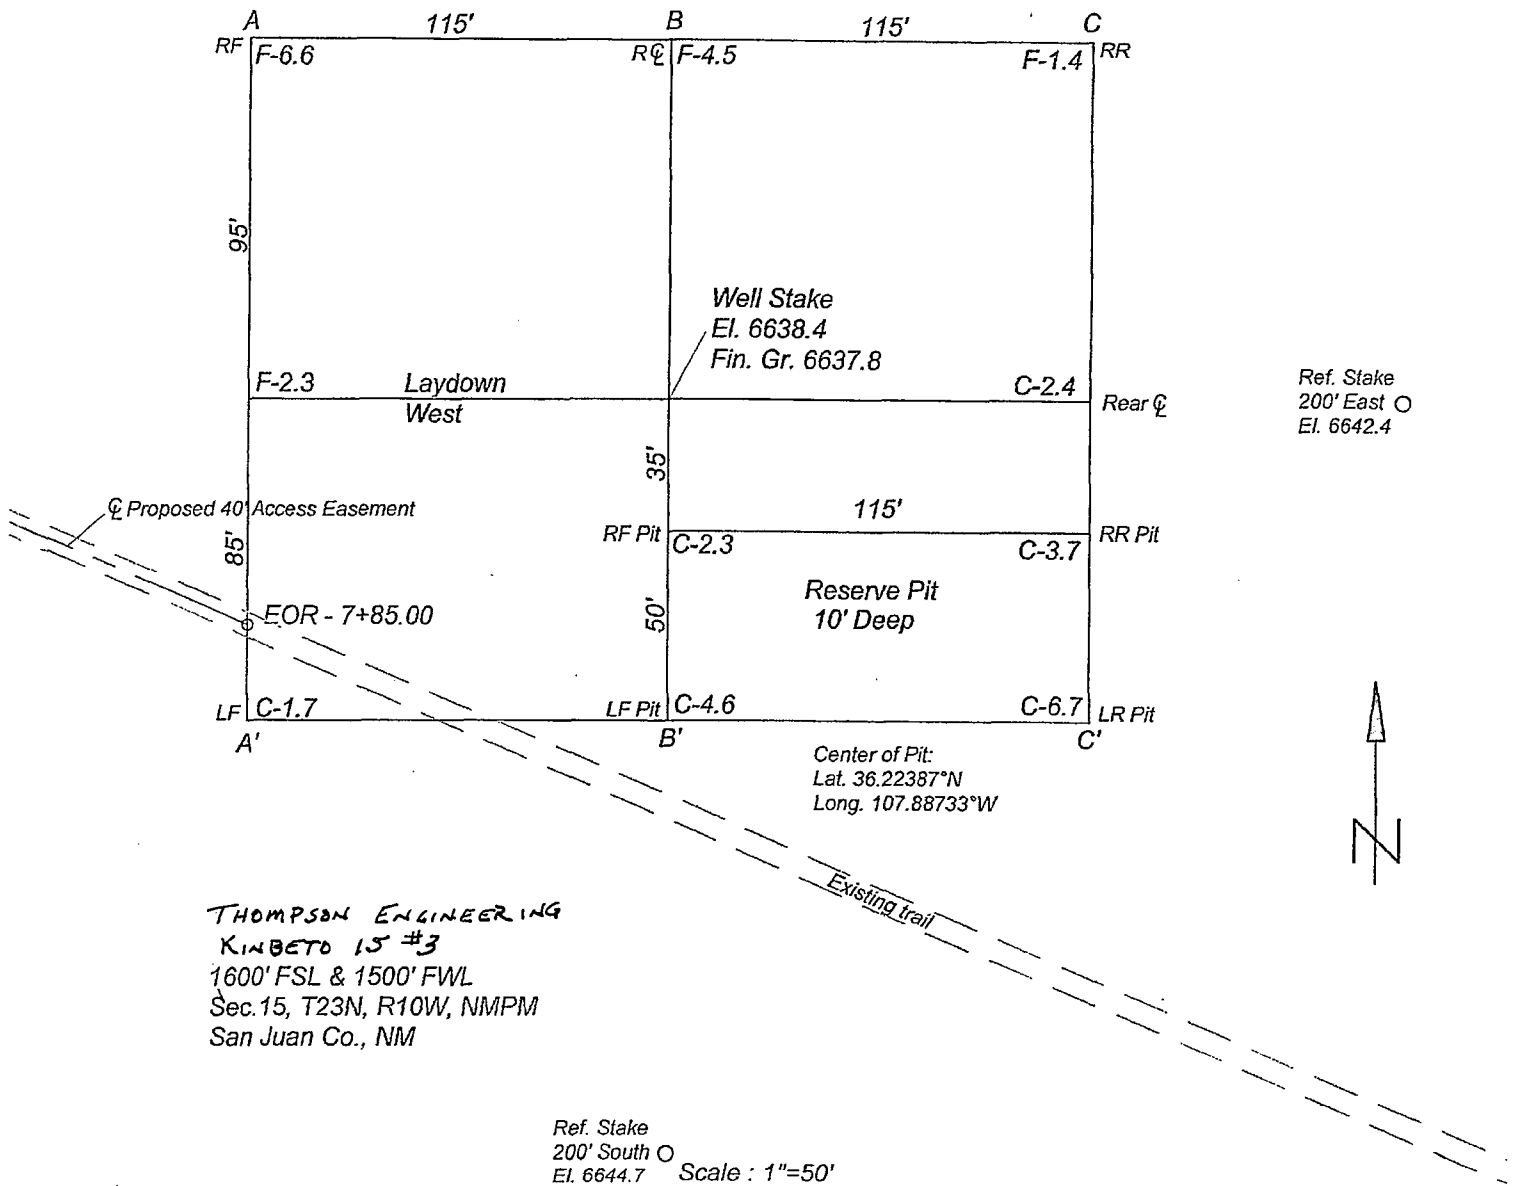 A 115' B 115' C
RF F-6.6 R℄ F-4.5 F-1.4 RR
95'
Well Stake
El. 6638.4
Fin. Gr. 6637.8
F-2.3 Laydown C-2.4
West Rear ℄
Ref. Stake
200' East
El. 6642.4
35'
℄ Proposed 40' Access Easement 115'
85'
RF Pit C-2.3 C-3.7 RR Pit
Reserve Pit
10' Deep
50'
EOR - 7+85.00
LF C-1.7 LF Pit C-4.6 C-6.7 LR Pit
A' B' C'
Center of Pit:
Lat. 36.22387°N
Long. 107.88733°W
N
Existing trail
THOMPSON ENGINEERING
KINBETO 15 #3
1600' FSL & 1500' FWL
Sec.15, T23N, R10W, NMPM
San Juan Co., NM
Ref. Stake
200' South
El. 6644.7 Scale : 1"=50'